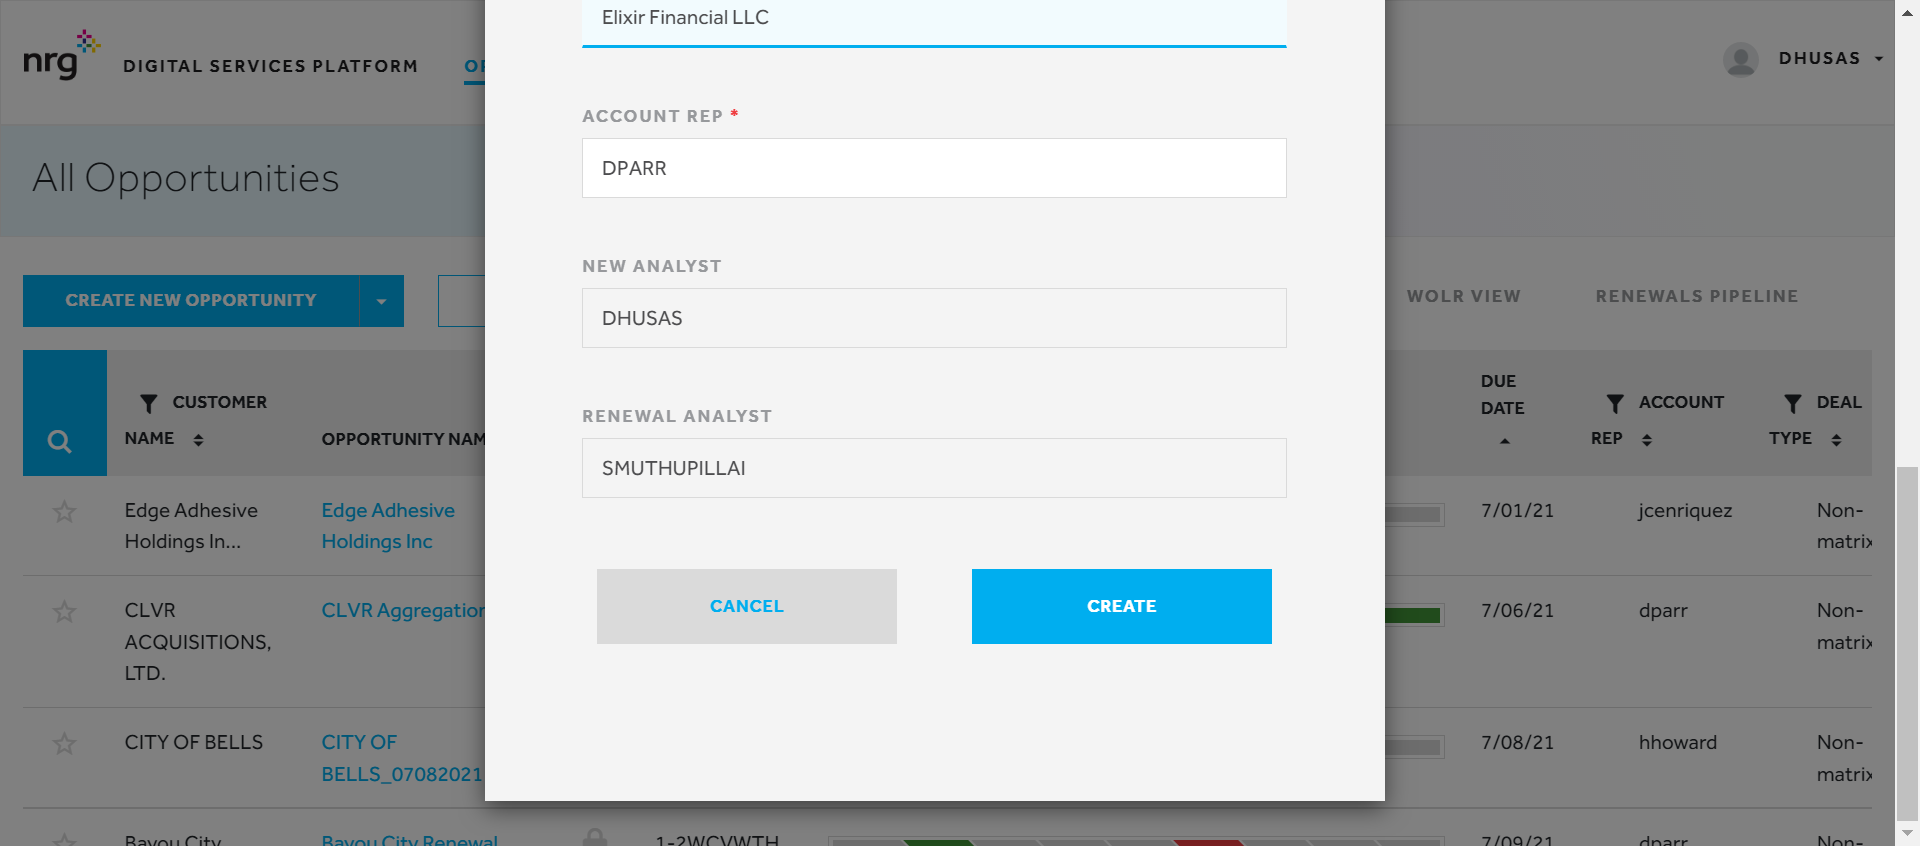 Elixir Financial LLC
nrg
DIGITAL SERVICES PLATFORM
DHUSAS
All Opportunities
ACCOUNT REP *
DPARR
NEW ANALYST
DHUSAS
RENEWAL ANALYST
SMUTHUPILLAI
CANCEL
CREATE
CREATE NEW OPPORTUNITY
WOLR VIEW
RENEWALS PIPELINE
CUSTOMER
NAME
OPPORTUNITY NAM
DUE
DATE
ACCOUNT
REP
DEAL
TYPE
Edge Adhesive
Holdings In...
Edge Adhesive
Holdings Inc
7/01/21
jcenriquez
Non-
matrix
CLVR
ACQUISITIONS,
LTD.
CLVR Aggregation
7/06/21
dparr
Non-
matrix
CITY OF BELLS
CITY OF
BELLS_07082021
7/08/21
hhoward
Non-
matrix
Bayou City
Bayou City Renewal
1-2WCVWTH
7/09/21
dparr
Non-